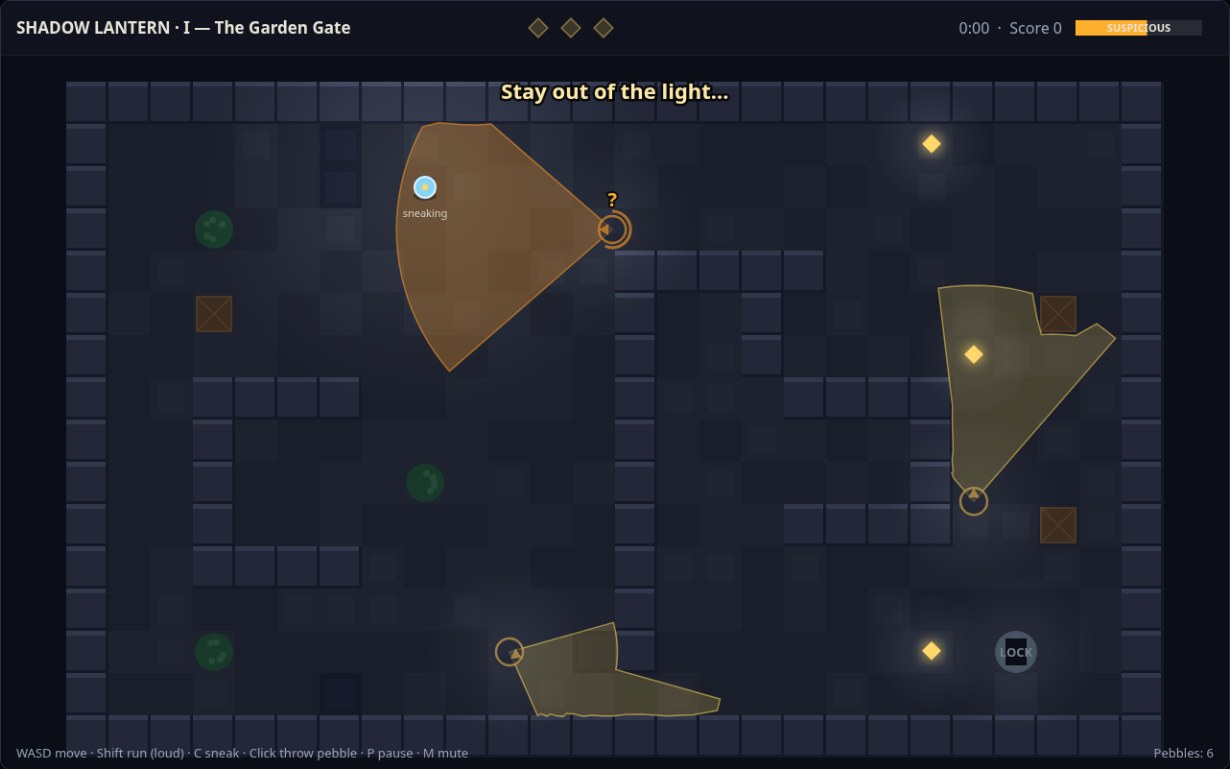 SHADOW LANTERN · I — The Garden Gate
0:00 · Score 0
SUSPICIOUS
Stay out of the light...
?
sneaking
LOCK
WASD move · Shift run (loud) · C sneak · Click throw pebble · P pause · M mute
Pebbles: 6